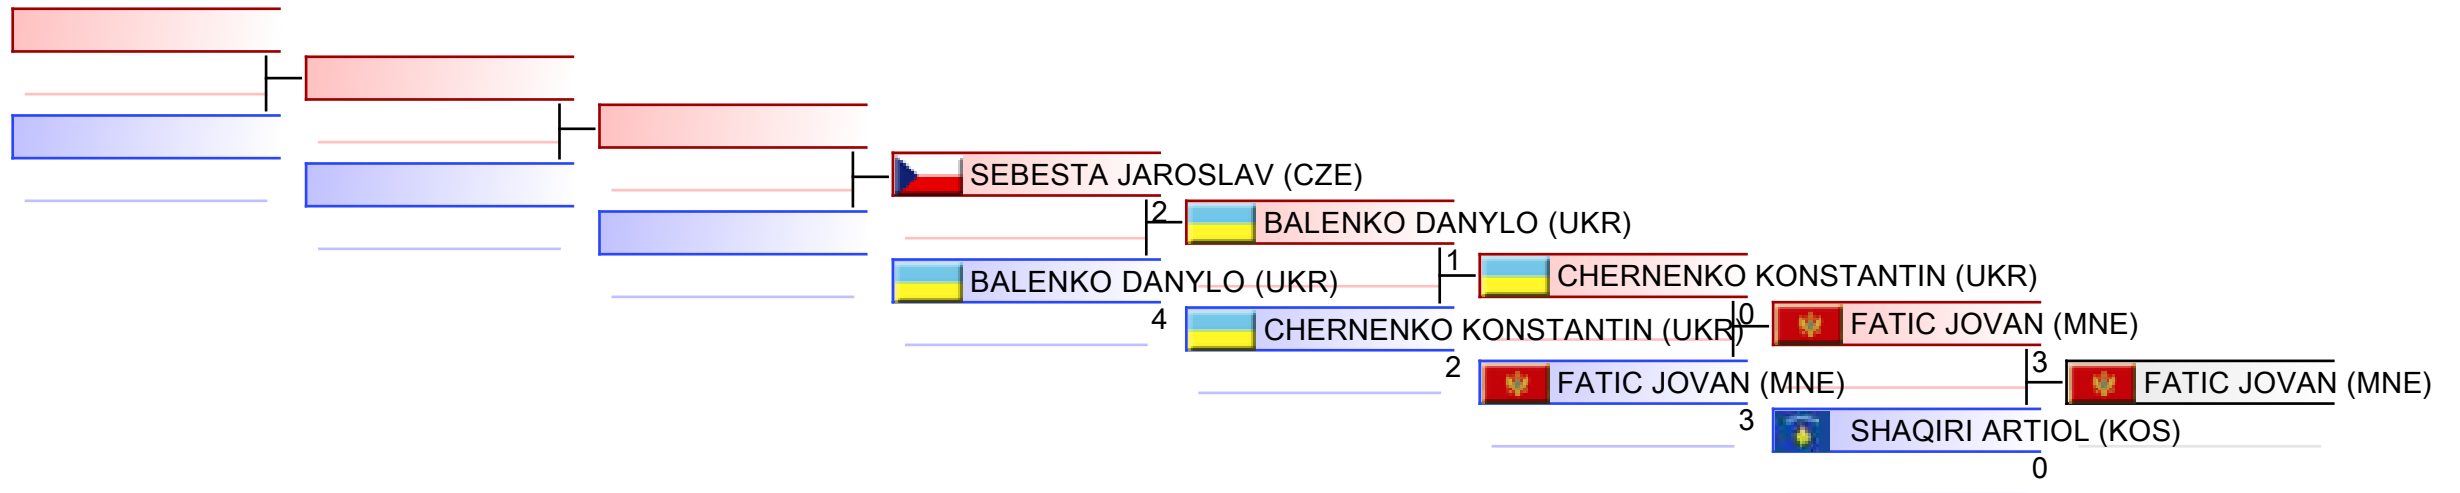 SEBESTA JAROSLAV (CZE)
2
BALENKO DANYLO (UKR)
4
BALENKO DANYLO (UKR)
1
CHERNENKO KONSTANTIN (UKR)
2
CHERNENKO KONSTANTIN (UKR)
0
FATIC JOVAN (MNE)
3
FATIC JOVAN (MNE)
3
SHAQIRI ARTIOL (KOS)
0
FATIC JOVAN (MNE)